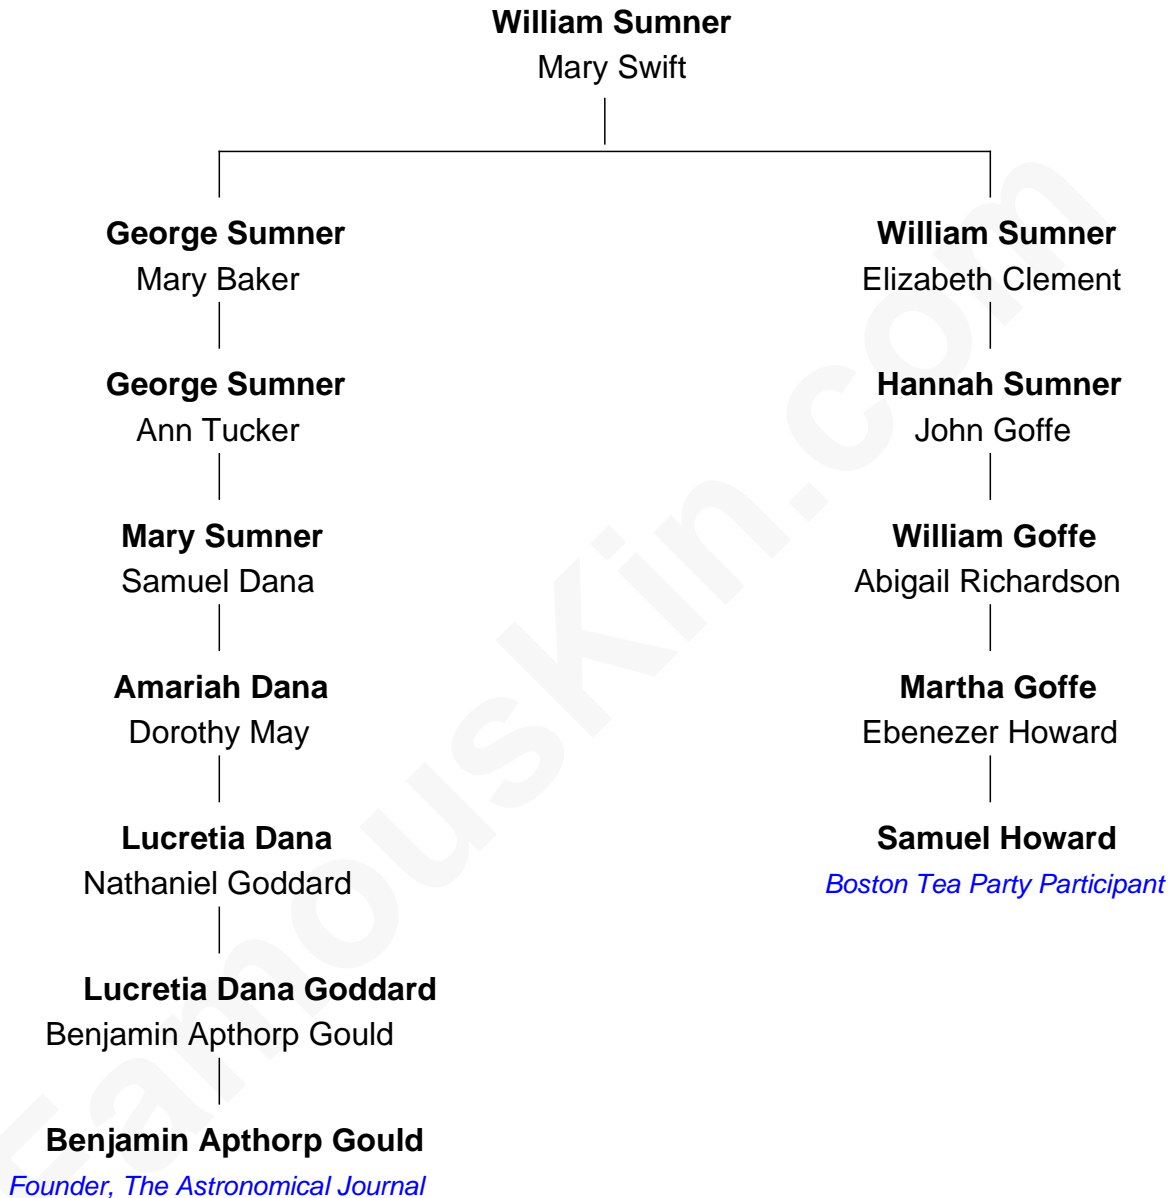 William Sumner
Mary Swift
George Sumner
Mary Baker
William Sumner
Elizabeth Clement
George Sumner
Ann Tucker
Hannah Sumner
John Goffe
Mary Sumner
Samuel Dana
William Goffe
Abigail Richardson
Amariah Dana
Dorothy May
Martha Goffe
Ebenezer Howard
Lucretia Dana
Nathaniel Goddard
Samuel Howard
Boston Tea Party Participant
Lucretia Dana Goddard
Benjamin Apthorp Gould
Benjamin Apthorp Gould
Founder, The Astronomical Journal
FamousKin.com